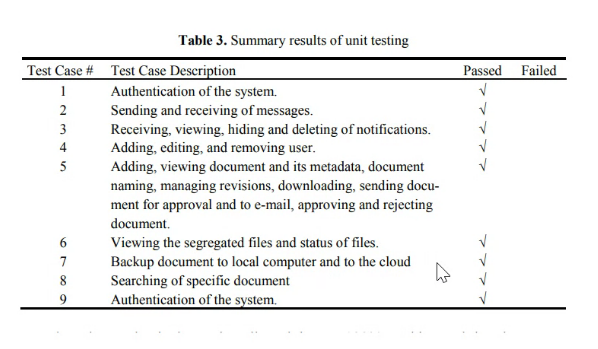 Table 3. Summary results of unit testing
Test Case # Test Case Description Passed Failed
1 Authentication of the system. √
2 Sending and receiving of messages. √
3 Receiving, viewing, hiding and deleting of notifications. √
4 Adding, editing, and removing user. √
5 Adding, viewing document and its metadata, document √
naming, managing revisions, downloading, sending docu-
ment for approval and to e-mail, approving and rejecting
document.
6 Viewing the segregated files and status of files. √
7 Backup document to local computer and to the cloud √
8 Searching of specific document √
9 Authentication of the system. √